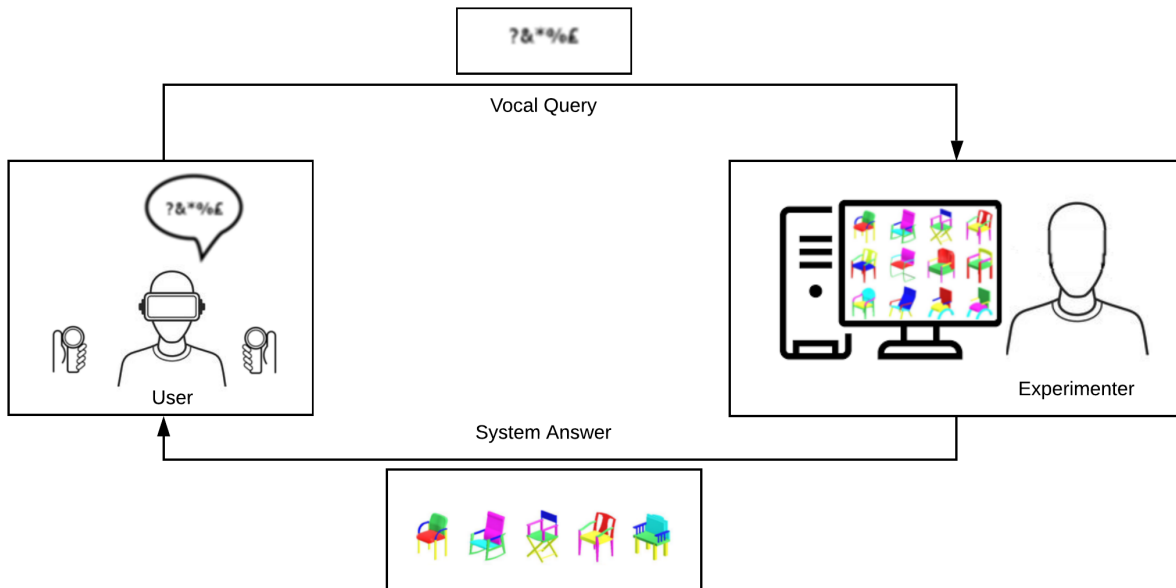 ?&*%£
Vocal Query
?&*%£
User
Experimenter
System Answer